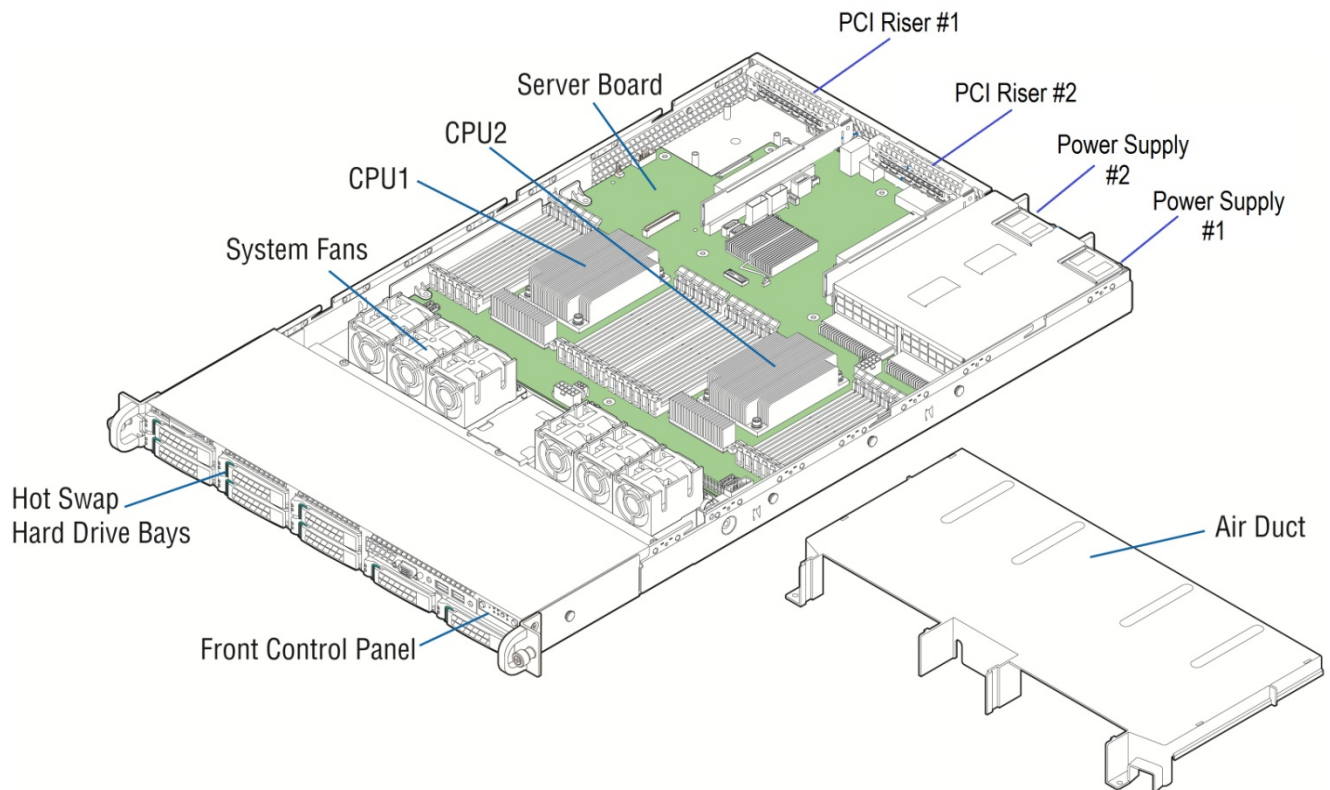 PCI Riser #1
PCI Riser #2
Server Board
CPU2
Power Supply
#2
CPU1
Power Supply
#1
System Fans
Hot Swap
Hard Drive Bays
Air Duct
Front Control Panel